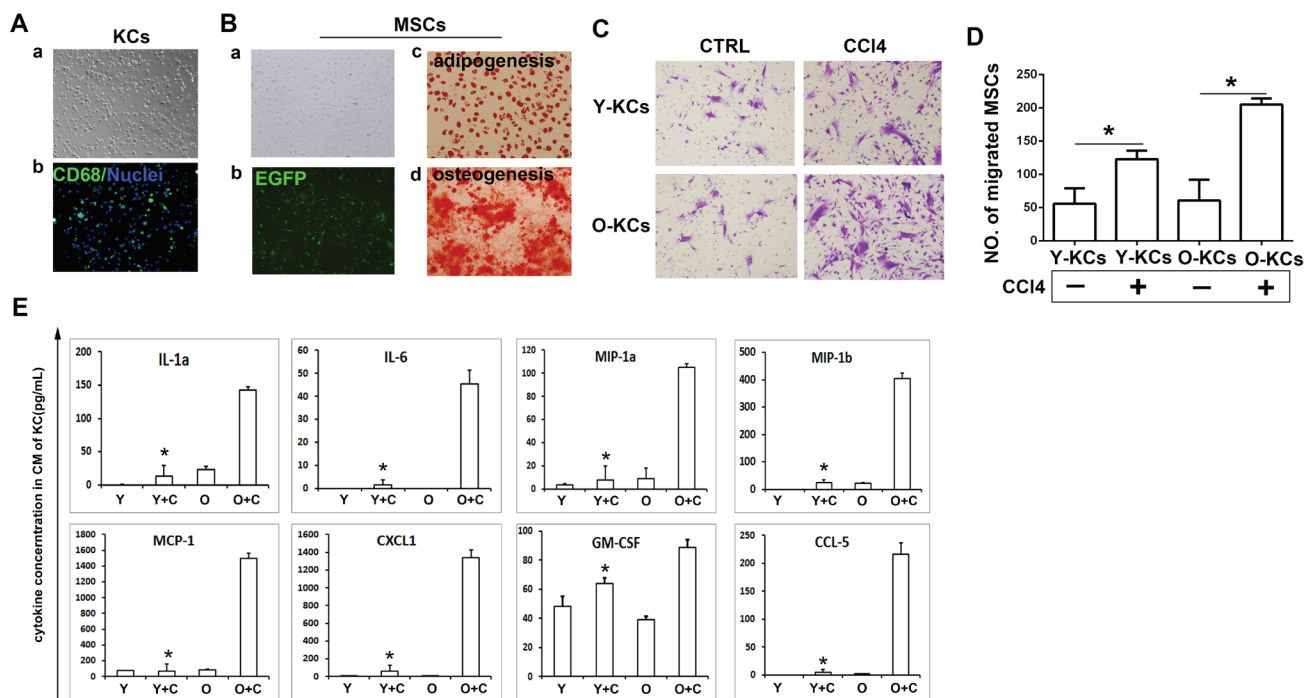 A
KCs
a
b
CD68/Nuclei
B
MSCs
a
c
adipogenesis
b
EGFP
d
osteogenesis
C
CTRL
CCl4
Y-KCs
O-KCs
D
NO. of migrated MSCs
250
200
150
100
50
0
*
*
Y-KCs Y-KCs O-KCs O-KCs
CCl4 − + − +
E
cytokine concerntration in CM of KC(pg/mL)
IL-1a
200
150
100
50
0
*
Y Y+C O O+C
IL-6
60
50
40
30
20
10
0
*
Y Y+C O O+C
MIP-1a
120
100
80
60
40
20
0
*
Y Y+C O O+C
MIP-1b
500
400
300
200
100
0
*
Y Y+C O O+C
MCP-1
1800
1600
1400
1200
1000
800
600
400
200
0
*
Y Y+C O O+C
CXCL1
1600
1400
1200
1000
800
600
400
200
0
*
Y Y+C O O+C
GM-CSF
100
80
60
40
20
0
*
Y Y+C O O+C
CCL-5
250
200
150
100
50
0
*
Y Y+C O O+C